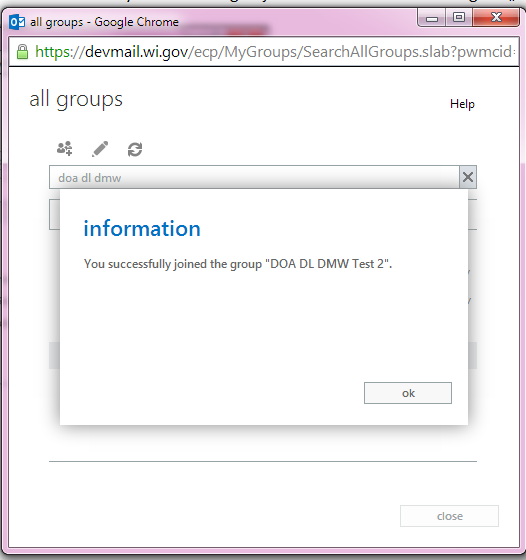 all groups - Google Chrome
https://devmail.wi.gov/ecp/MyGroups/SearchAllGroups.slab?pwmcid=
all groups
Help
doa dl dmw
information
You successfully joined the group "DOA DL DMW Test 2".
ok
close